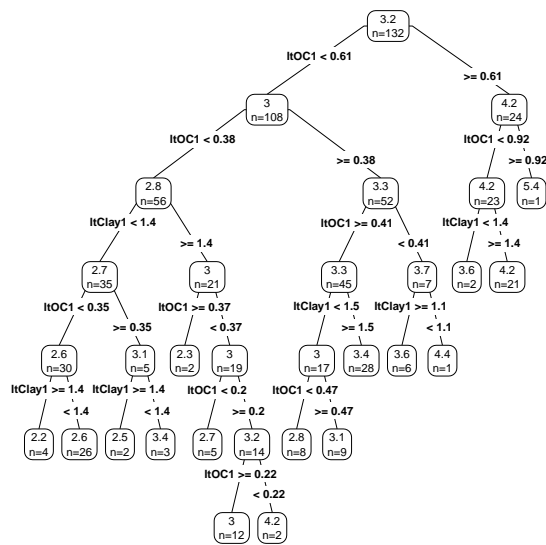 3.2
n=132
ltOC1 < 0.61
>= 0.61
3
n=108
4.2
n=24
ltOC1 < 0.38
>= 0.38
ltOC1 < 0.92
>= 0.92
2.8
n=56
3.3
n=52
4.2
n=23
5.4
n=1
ltClay1 < 1.4
>= 1.4
ltOC1 >= 0.41
< 0.41
ltClay1 < 1.4
>= 1.4
2.7
n=35
3
n=21
3.3
n=45
3.7
n=7
3.6
n=2
4.2
n=21
ltOC1 < 0.35
>= 0.35
ltOC1 >= 0.37
< 0.37
ltClay1 < 1.5
>= 1.5
ltClay1 >= 1.1
< 1.1
2.6
n=30
3.1
n=5
2.3
n=2
3
n=19
3
n=17
3.4
n=28
3.6
n=6
4.4
n=1
ltClay1 >= 1.4
< 1.4
ltClay1 >= 1.4
< 1.4
ltOC1 < 0.2
>= 0.2
ltOC1 < 0.47
>= 0.47
2.2
n=4
2.6
n=26
2.5
n=2
3.4
n=3
2.7
n=5
3.2
n=14
2.8
n=8
3.1
n=9
ltOC1 >= 0.22
< 0.22
3
n=12
4.2
n=2